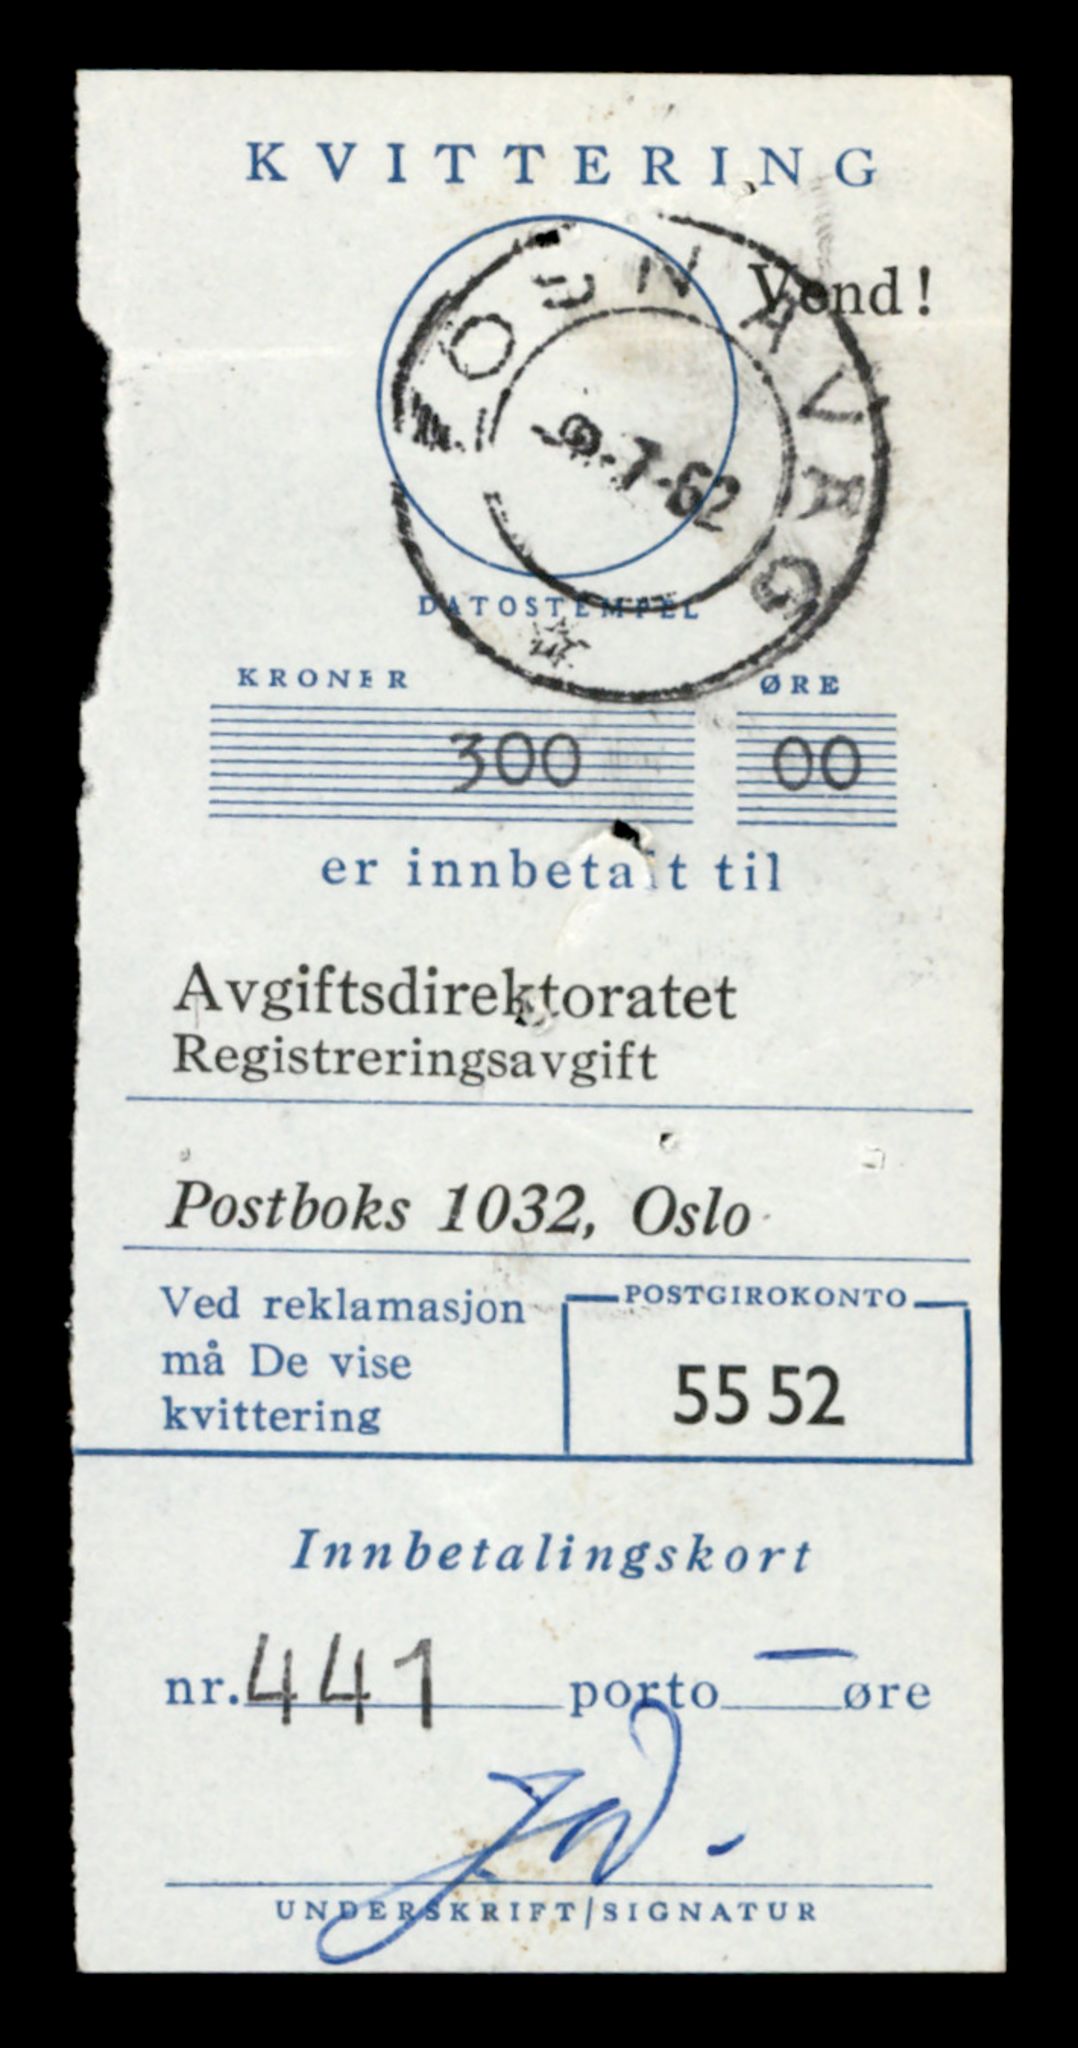 KVITTERING
Vend!
TORNAVÅG
9.-7-62
DATOSTEMPEL
KRONER ØRE
300 00
er innbetalt til
Avgiftsdirektoratet
Registreringsavgift
Postboks 1032, Oslo
Ved reklamasjon
må De vise
kvittering
POSTGIROKONTO
55 52
Innbetalingskort
nr. 441 porto — øre
UNDERSKRIFT/SIGNATUR